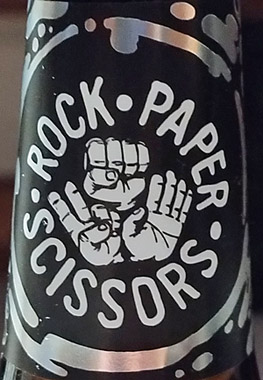 ROCK • PAPER • SCISSORS •